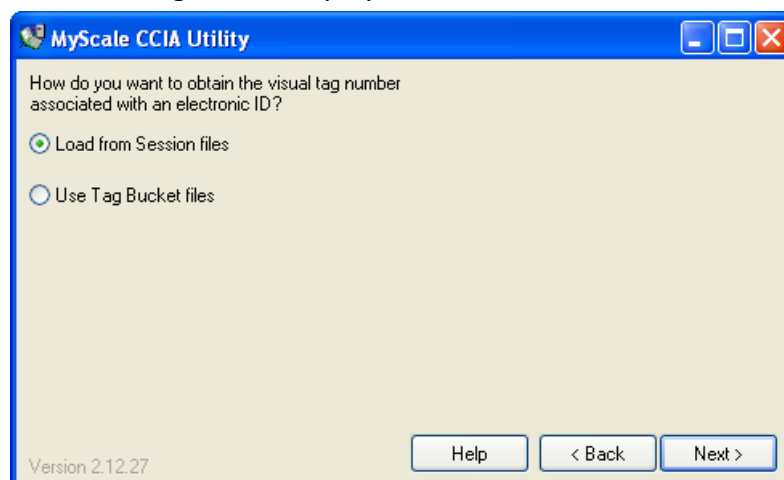 MyScale CCIA Utility
How do you want to obtain the visual tag number
associated with an electronic ID?
Load from Session files
Use Tag Bucket files
Version 2.12.27
Help
< Back
Next >